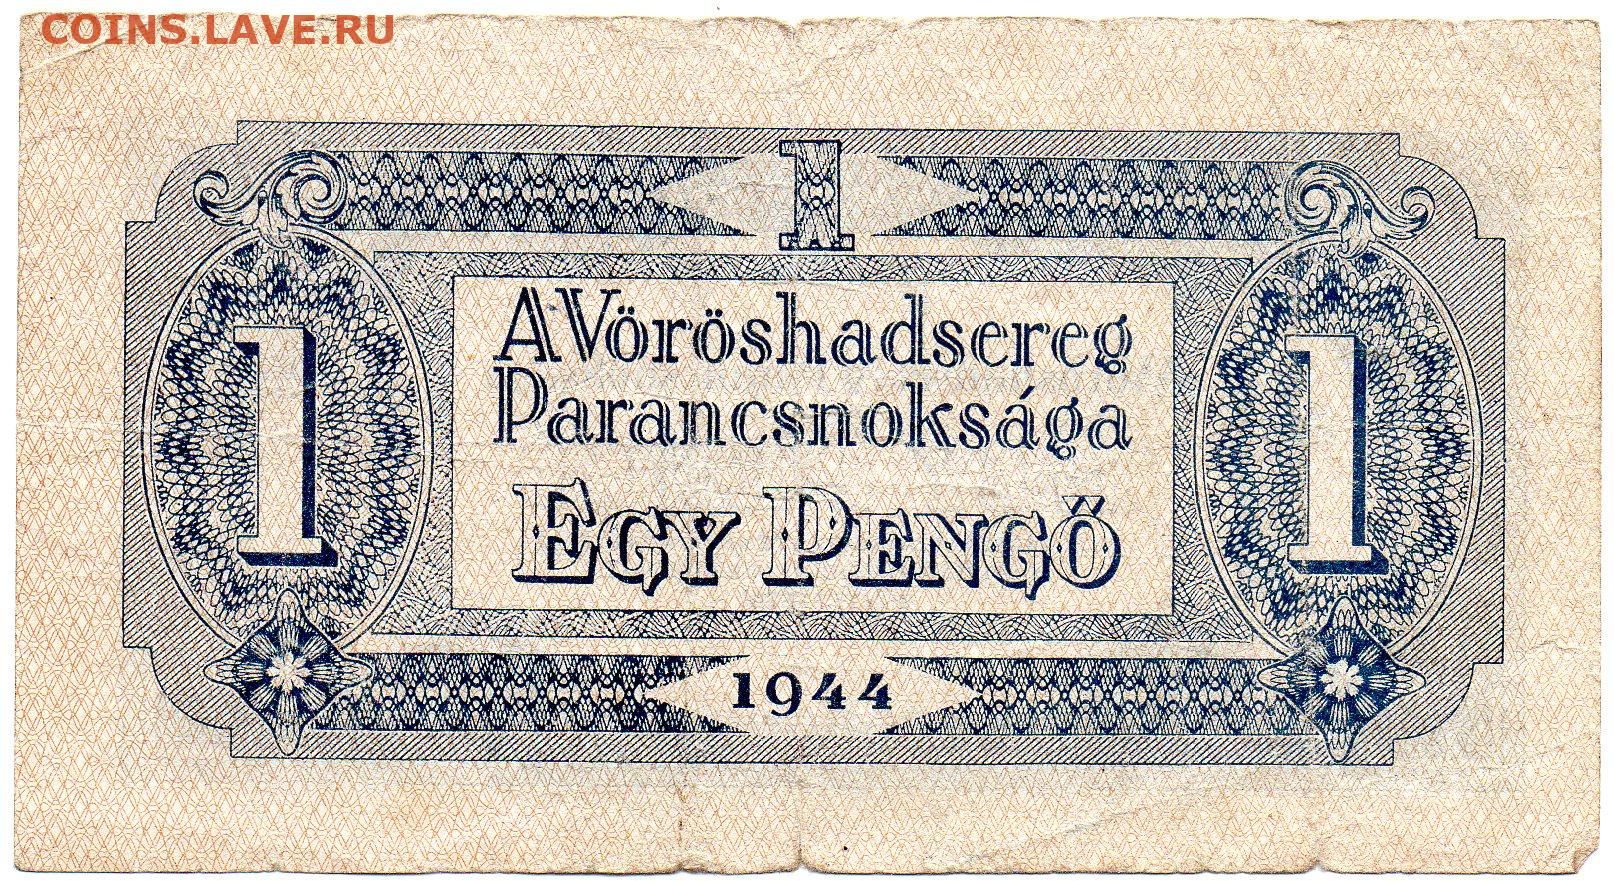 COINS.LAVE.RU
1
A Vöröshadsereg
Parancsnoksága
1
1
EGY PENGŐ
1944